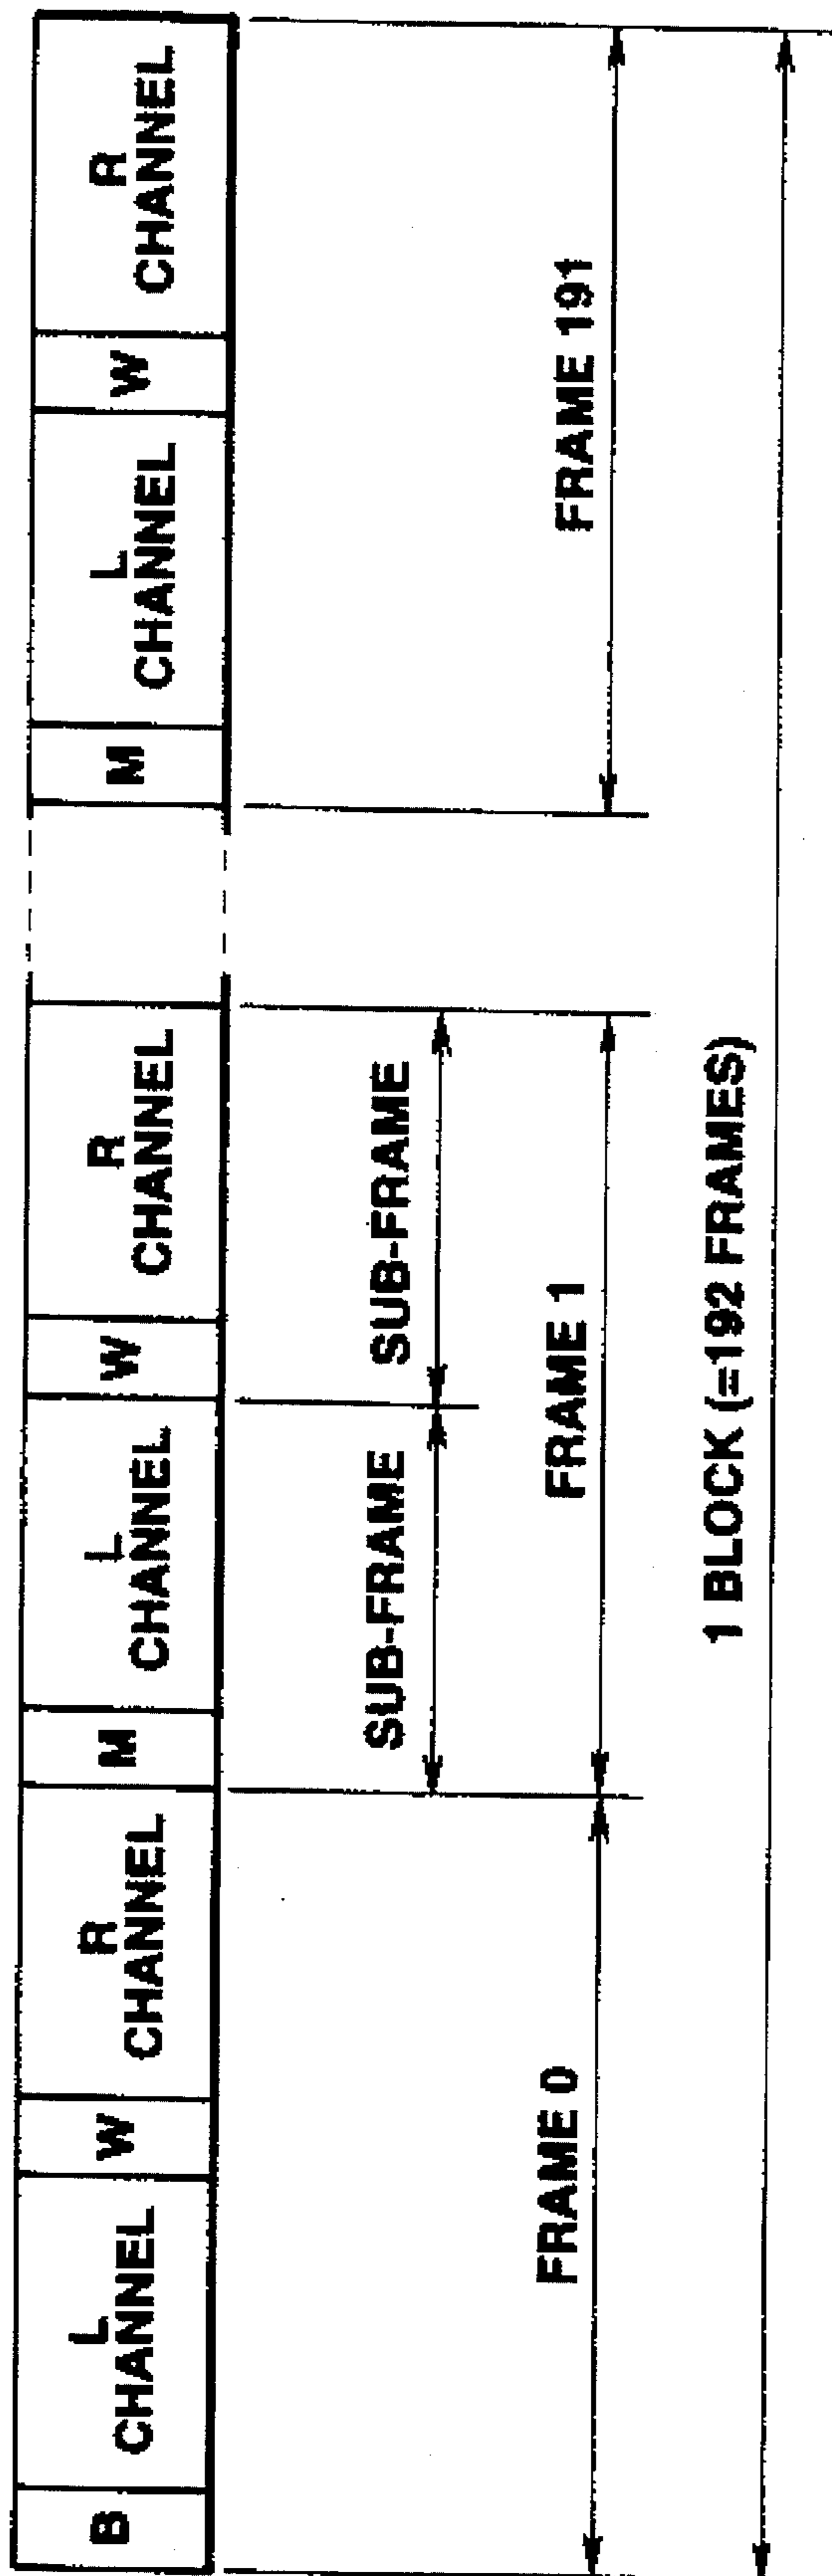 B
L
CHANNEL
W
R
CHANNEL
M
L
CHANNEL
W
R
CHANNEL
M
L
CHANNEL
W
R
CHANNEL
SUB-FRAME
SUB-FRAME
FRAME 0
FRAME 1
FRAME 191
1 BLOCK (=192 FRAMES)